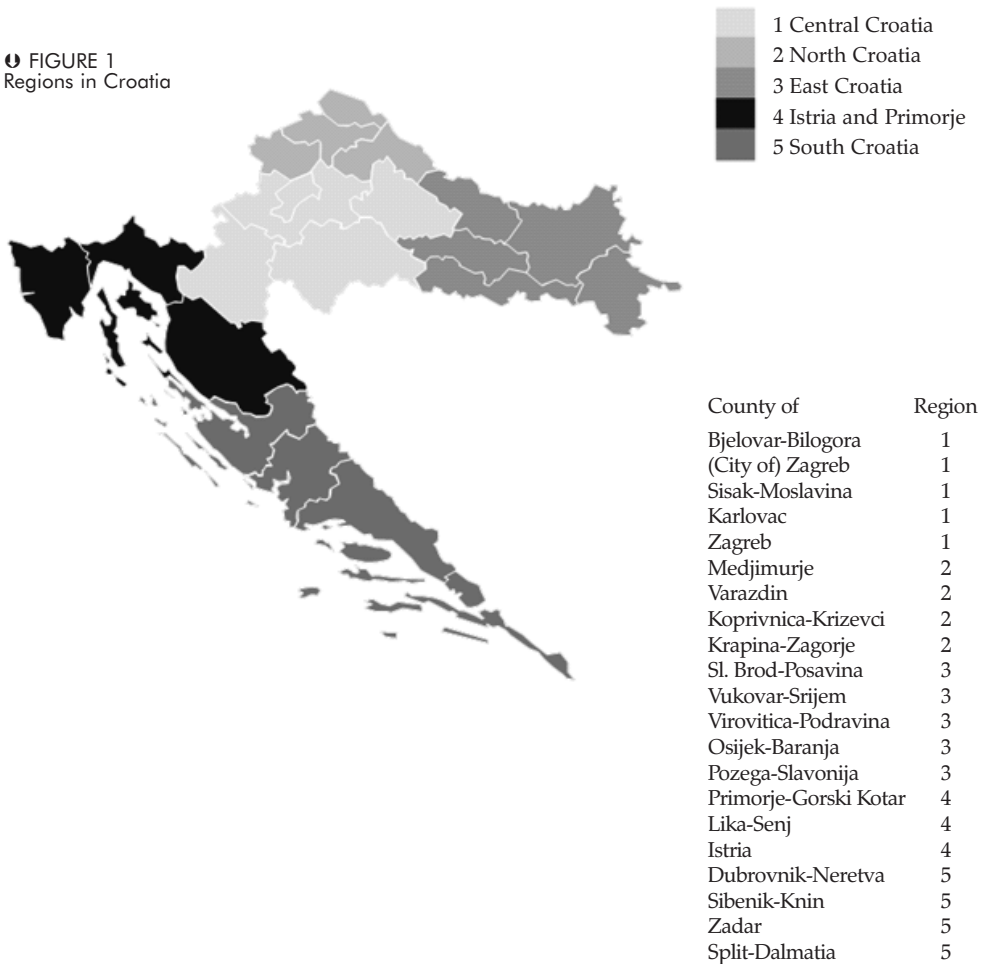 FIGURE 1
Regions in Croatia
1 Central Croatia
2 North Croatia
3 East Croatia
4 Istria and Primorje
5 South Croatia
County of Region
Bjelovar-Bilogora 1
(City of) Zagreb 1
Sisak-Moslavina 1
Karlovac 1
Zagreb 1
Medjimurje 2
Varazdin 2
Koprivnica-Krizevci 2
Krapina-Zagorje 2
Sl. Brod-Posavina 3
Vukovar-Srijem 3
Virovitica-Podravina 3
Osijek-Baranja 3
Pozega-Slavonija 3
Primorje-Gorski Kotar 4
Lika-Senj 4
Istria 4
Dubrovnik-Neretva 5
Sibenik-Knin 5
Zadar 5
Split-Dalmatia 5